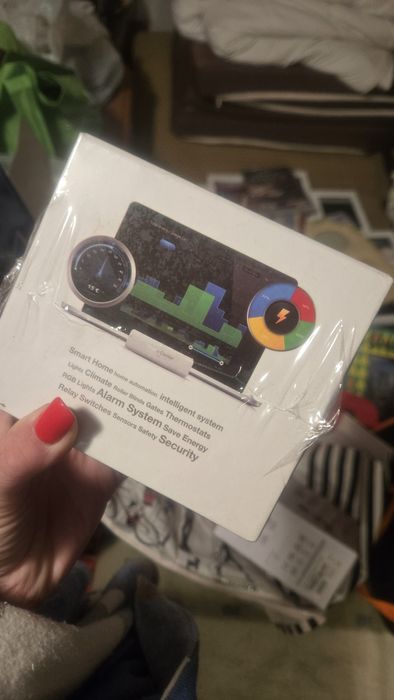 15°C
Smart Home home automation intelligent system
Lights Climate Roller Blinds Gates Thermostats
RGB Lights Alarm System Save Energy
Relay Switches Sensors Safety Security